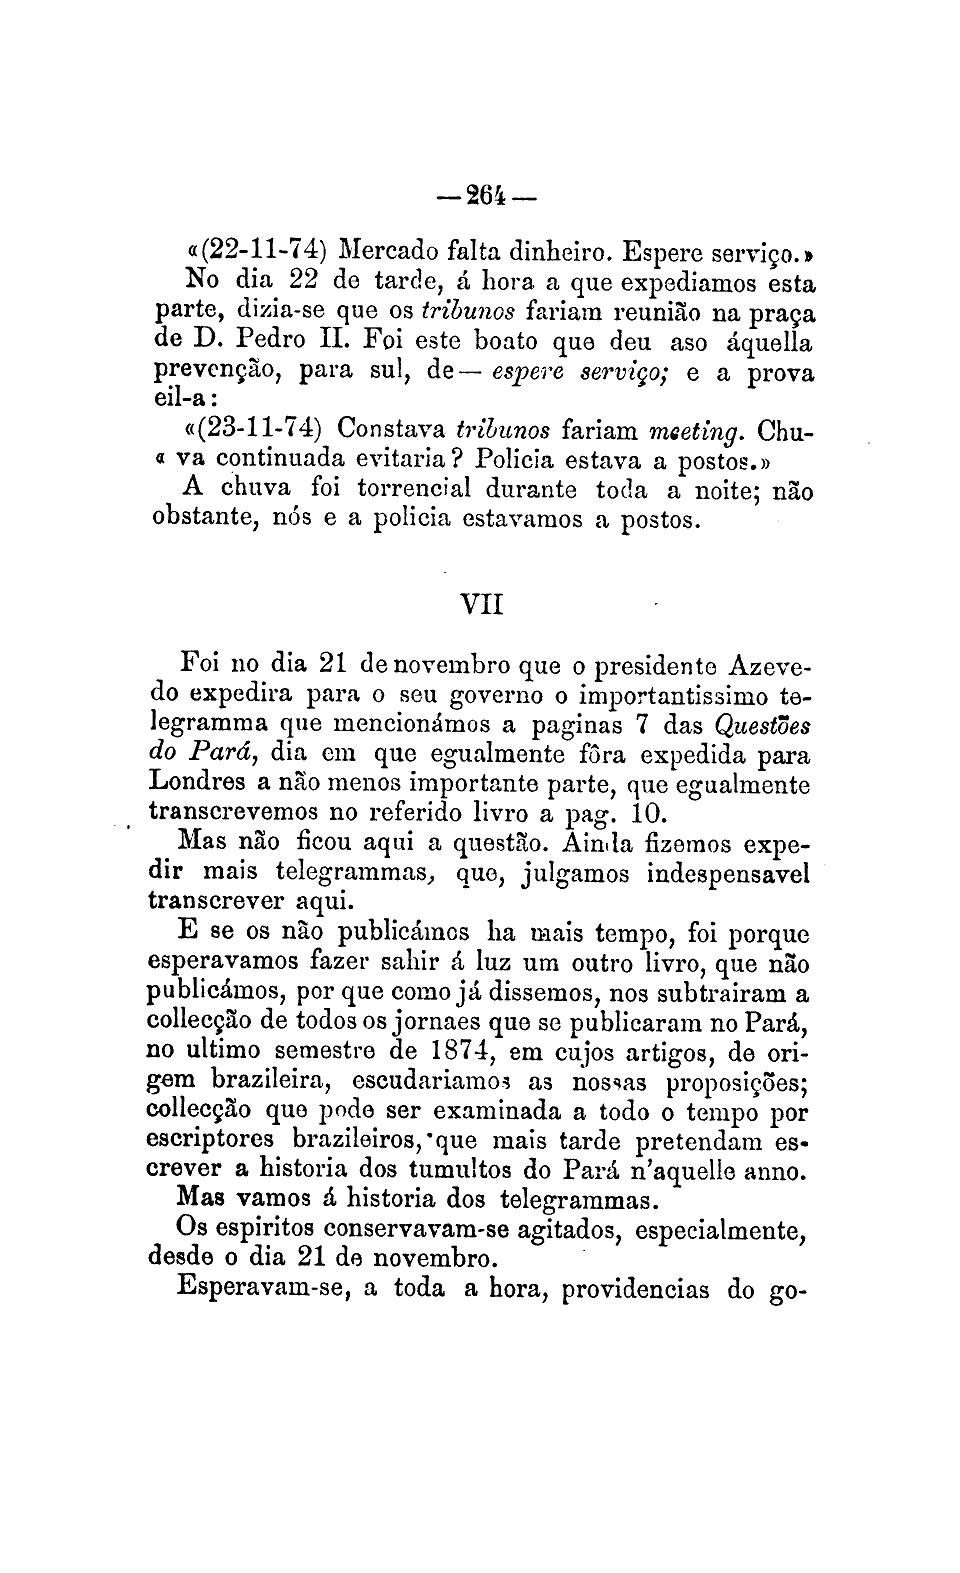 —264—
«(22-11-74) Mercado falta dinheiro. Espere serviço.»
No dia 22 de tarde, á hora a que expediamos esta
parte, dizia-se que os tribunos fariam reunião na praça
de D. Pedro II. Foi este boato que deu aso áquella
prevenção, para sul, de— espere serviço; e a prova
eil-a:
«(23-11-74) Constava tribunos fariam meeting. Chu-
« va continuada evitaria? Policia estava a postos.»
A chuva foi torrencial durante toda a noite; não
obstante, nós e a policia estavamos a postos.
VII
Foi no dia 21 de novembro que o presidente Azeve-
do expedira para o seu governo o importantissimo te-
legramma que mencionámos a paginas 7 das Questões
do Pará, dia em que egualmente fôra expedida para
Londres a não menos importante parte, que egualmente
transcrevemos no referido livro a pag. 10.
Mas não ficou aqui a questão. Ainda fizemos expe-
dir mais telegrammas, que, julgamos indespensavel
transcrever aqui.
E se os não publicámos ha mais tempo, foi porque
esperavamos fazer sahir á luz um outro livro, que não
publicámos, por que como já dissemos, nos subtrairam a
collecção de todos os jornaes que se publicaram no Pará,
no ultimo semestre de 1874, em cujos artigos, de ori-
gem brazileira, escudariamos as nossas proposições;
collecção que pode ser examinada a todo o tempo por
escriptores brazileiros, que mais tarde pretendam es-
crever a historia dos tumultos do Pará n'aquelle anno.
Mas vamos á historia dos telegrammas.
Os espiritos conservavam-se agitados, especialmente,
desde o dia 21 de novembro.
Esperavam-se, a toda a hora, providencias do go-